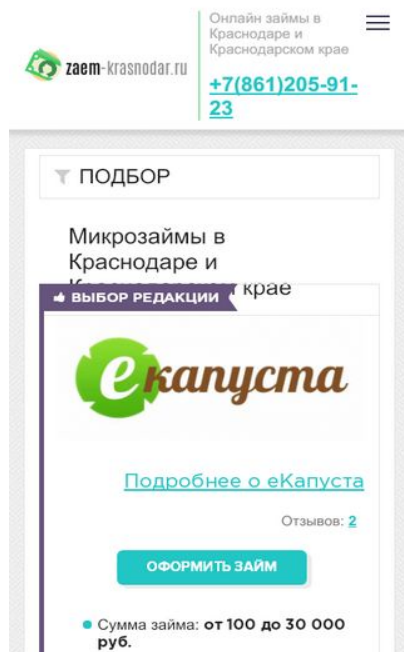 Онлайн займы в
Краснодаре и
Краснодарском крае
zaem-krasnodar.ru
+7(861)205-91-
23
ПОДБОР
Микрозаймы в
Краснодаре и
крае
ВЫБОР РЕДАКЦИИ
екапуста
Подробнее о еКапуста
Отзывов: 2
ОФОРМИТЬ ЗАЙМ
Сумма займа: от 100 до 30 000
руб.